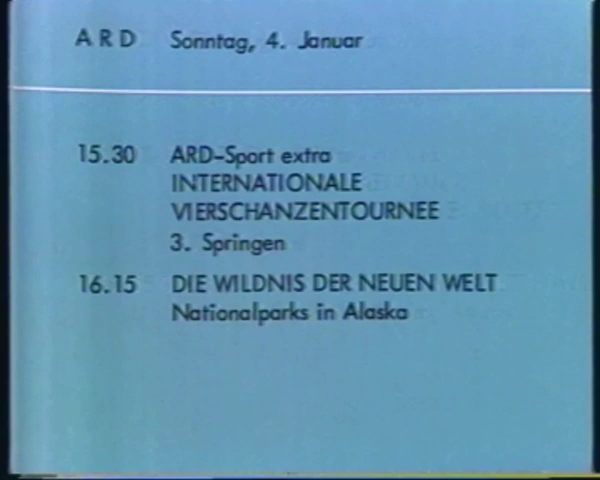 ARD Sonntag, 4. Januar
15.30 ARD-Sport extra
INTERNATIONALE
VIERSCHANZENTOURNEE
3. Springen
16.15 DIE WILDNIS DER NEUEN WELT
Nationalparks in Alaska